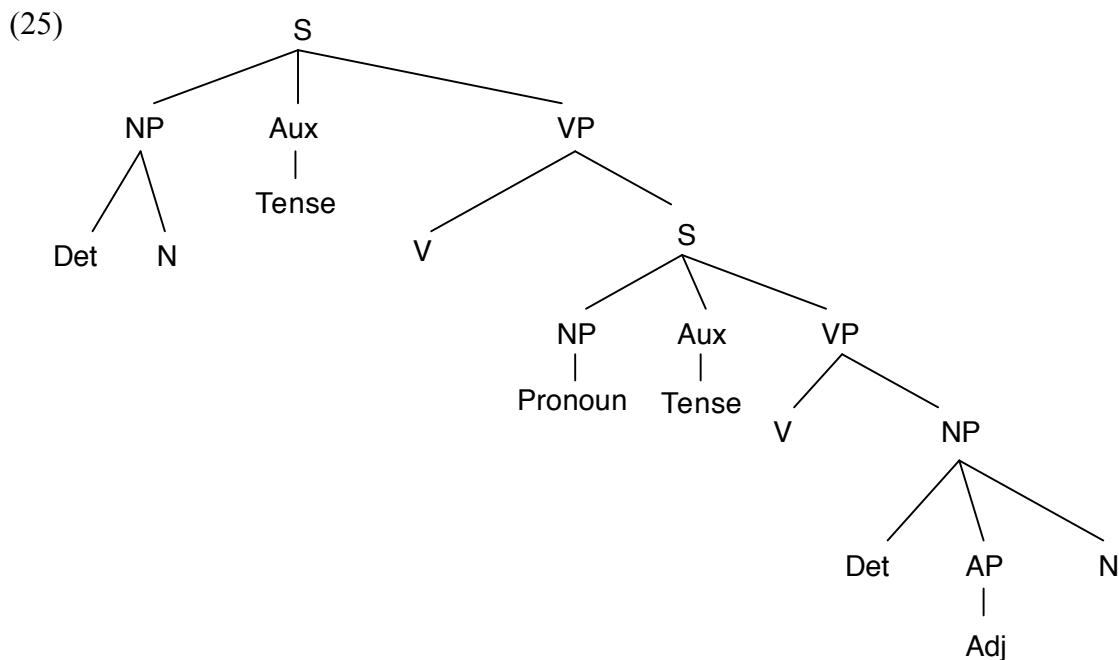 (25)
S
NP Aux VP
Tense
Det N V S
NP Aux VP
Pronoun Tense
V NP
Det AP N
Adj